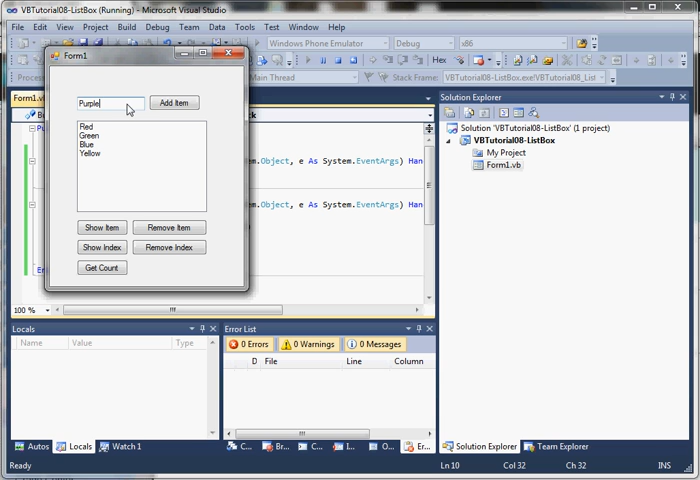 VBTutorial08-ListBox (Running) - Microsoft Visual Studio
File Edit View Project Build Debug Team Data Tools Test Window Help
Windows Phone Emulator Debug x86
Hex
Process Main Thread Stack Frame: VBTutorial08-ListBox.exe!VBTutorial08_List
Form1
Purple Add Item
Red
Green
Blue
Yellow
Show Item Remove Item
Show Index Remove Index
Get Count
Form1.v
Object, e As System.EventArgs) Han
Object, e As System.EventArgs) Han
100 %
Solution Explorer
Solution 'VBTutorial08-ListBox' (1 project)
VBTutorial08-ListBox
My Project
Form1.vb
Locals
Name Value Type
Error List
0 Errors 0 Warnings 0 Messages
D File Line Column
Autos Locals Watch 1
C... Br... C... I... O... Er...
Solution Explorer Team Explorer
Ready Ln 10 Col 32 Ch 32 INS